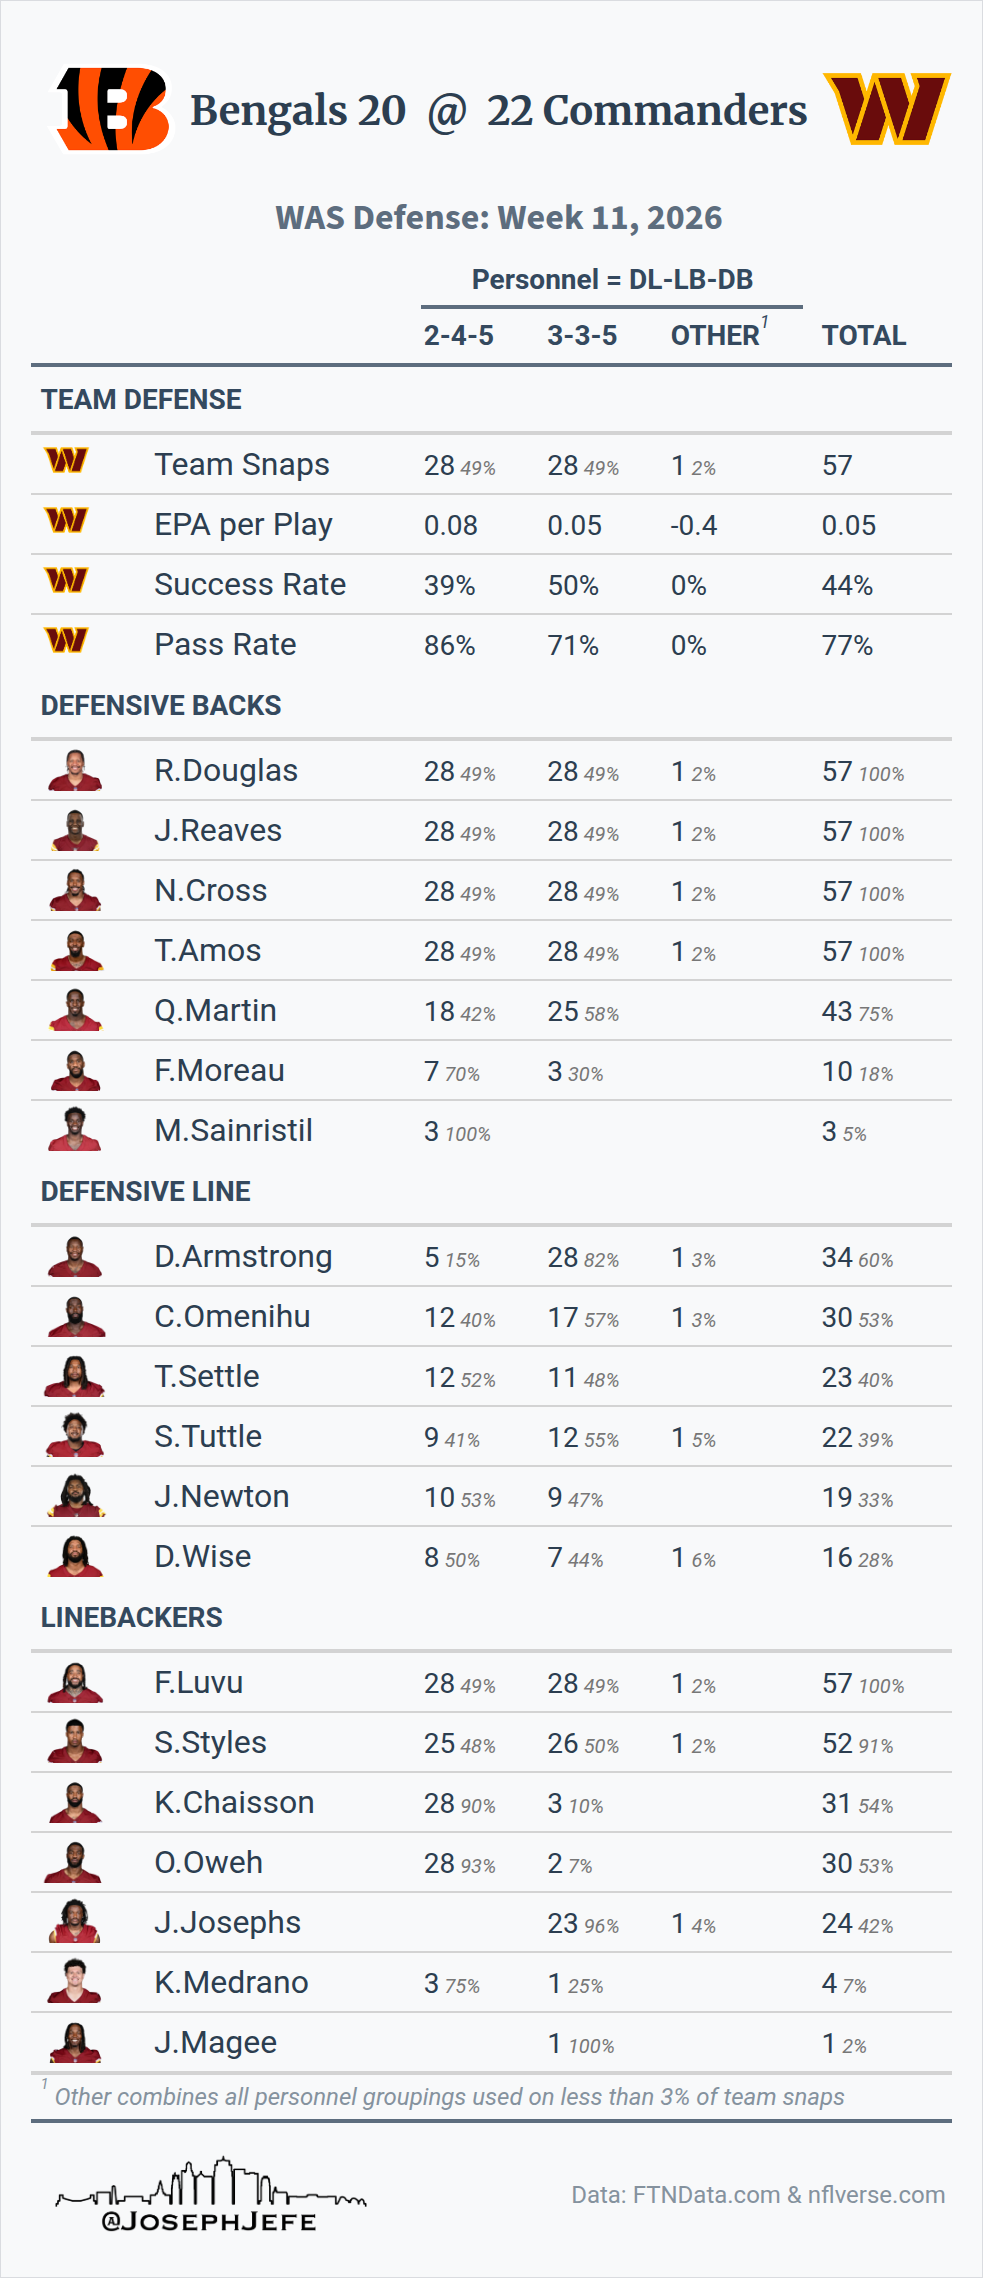 Bengals 20 @ 22 Commanders
WAS Defense: Week 11, 2026
Personnel = DL-LB-DB
2-4-5 3-3-5 OTHER1 TOTAL
TEAM DEFENSE
Team Snaps 28 49% 28 49% 1 2% 57
EPA per Play 0.08 0.05 -0.4 0.05
Success Rate 39% 50% 0% 44%
Pass Rate 86% 71% 0% 77%
DEFENSIVE BACKS
R.Douglas 28 49% 28 49% 1 2% 57 100%
J.Reaves 28 49% 28 49% 1 2% 57 100%
N.Cross 28 49% 28 49% 1 2% 57 100%
T.Amos 28 49% 28 49% 1 2% 57 100%
Q.Martin 18 42% 25 58% 43 75%
F.Moreau 7 70% 3 30% 10 18%
M.Sainristil 3 100% 3 5%
DEFENSIVE LINE
D.Armstrong 5 15% 28 82% 1 3% 34 60%
C.Omenihu 12 40% 17 57% 1 3% 30 53%
T.Settle 12 52% 11 48% 23 40%
S.Tuttle 9 41% 12 55% 1 5% 22 39%
J.Newton 10 53% 9 47% 19 33%
D.Wise 8 50% 7 44% 1 6% 16 28%
LINEBACKERS
F.Luvu 28 49% 28 49% 1 2% 57 100%
S.Styles 25 48% 26 50% 1 2% 52 91%
K.Chaisson 28 90% 3 10% 31 54%
O.Oweh 28 93% 2 7% 30 53%
J.Josephs 23 96% 1 4% 24 42%
K.Medrano 3 75% 1 25% 4 7%
J.Magee 1 100% 1 2%
1 Other combines all personnel groupings used on less than 3% of team snaps
@JosephJefe
Data: FTNData.com & nflverse.com